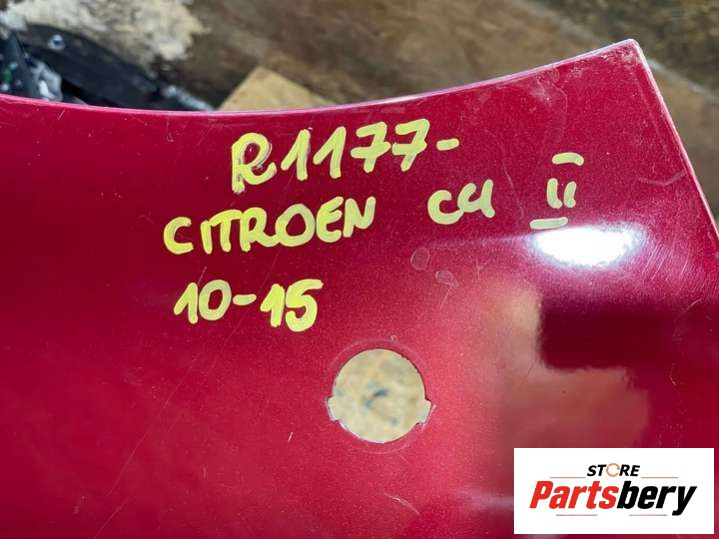 R1177-
CITROEN C4 II
10-15
STORE
Partsbery